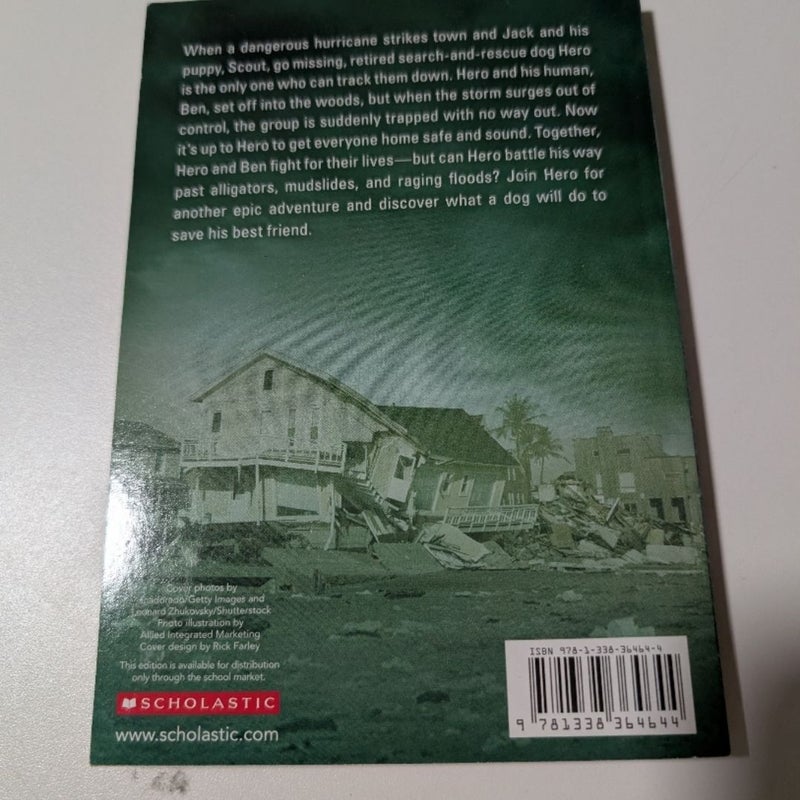 When a dangerous hurricane strikes town and Jack and his
puppy, Scout, go missing, retired search-and-rescue dog Hero
is the only one who can track them down. Hero and his human,
Ben, set off into the woods, but when the storm surges out of
control, the group is suddenly trapped with no way out. Now
it's up to Hero to get everyone home safe and sound. Together,
Hero and Ben fight for their lives—but can Hero battle his way
past alligators, mudslides, and raging floods? Join Hero for
another epic adventure and discover what a dog will do to
save his best friend.
Cover photos by
/Getty Images and
Leonard Zhukovsky/Shutterstock
Photo illustration by
Allied Integrated Marketing
Cover design by Rick Farley
This edition is available for distribution
only through the school market.
SCHOLASTIC
www.scholastic.com
ISBN 978-1-338-36464-4
9 781338 364644